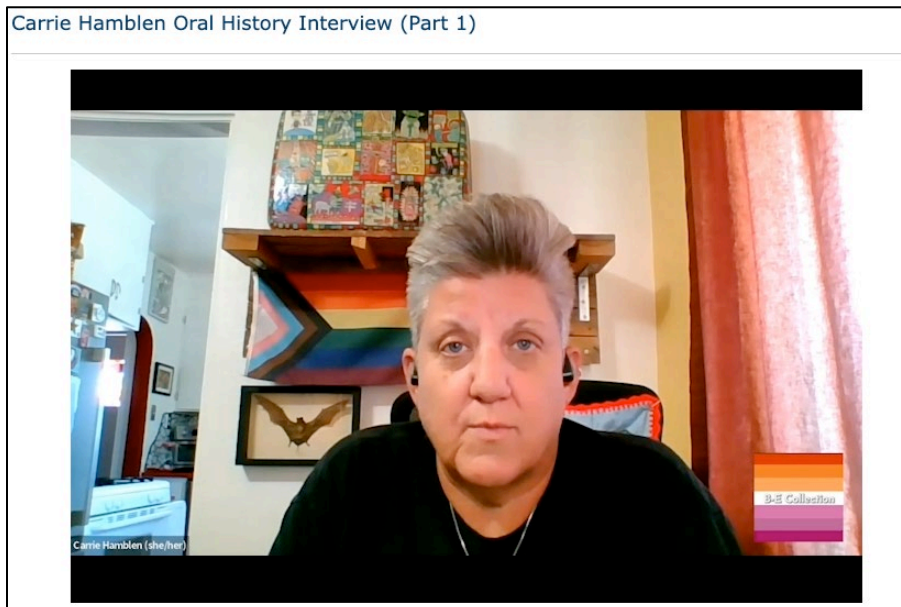 Carrie Hamblen Oral History Interview (Part 1)
B-E Collection
Carrie Hamblen (she/her)